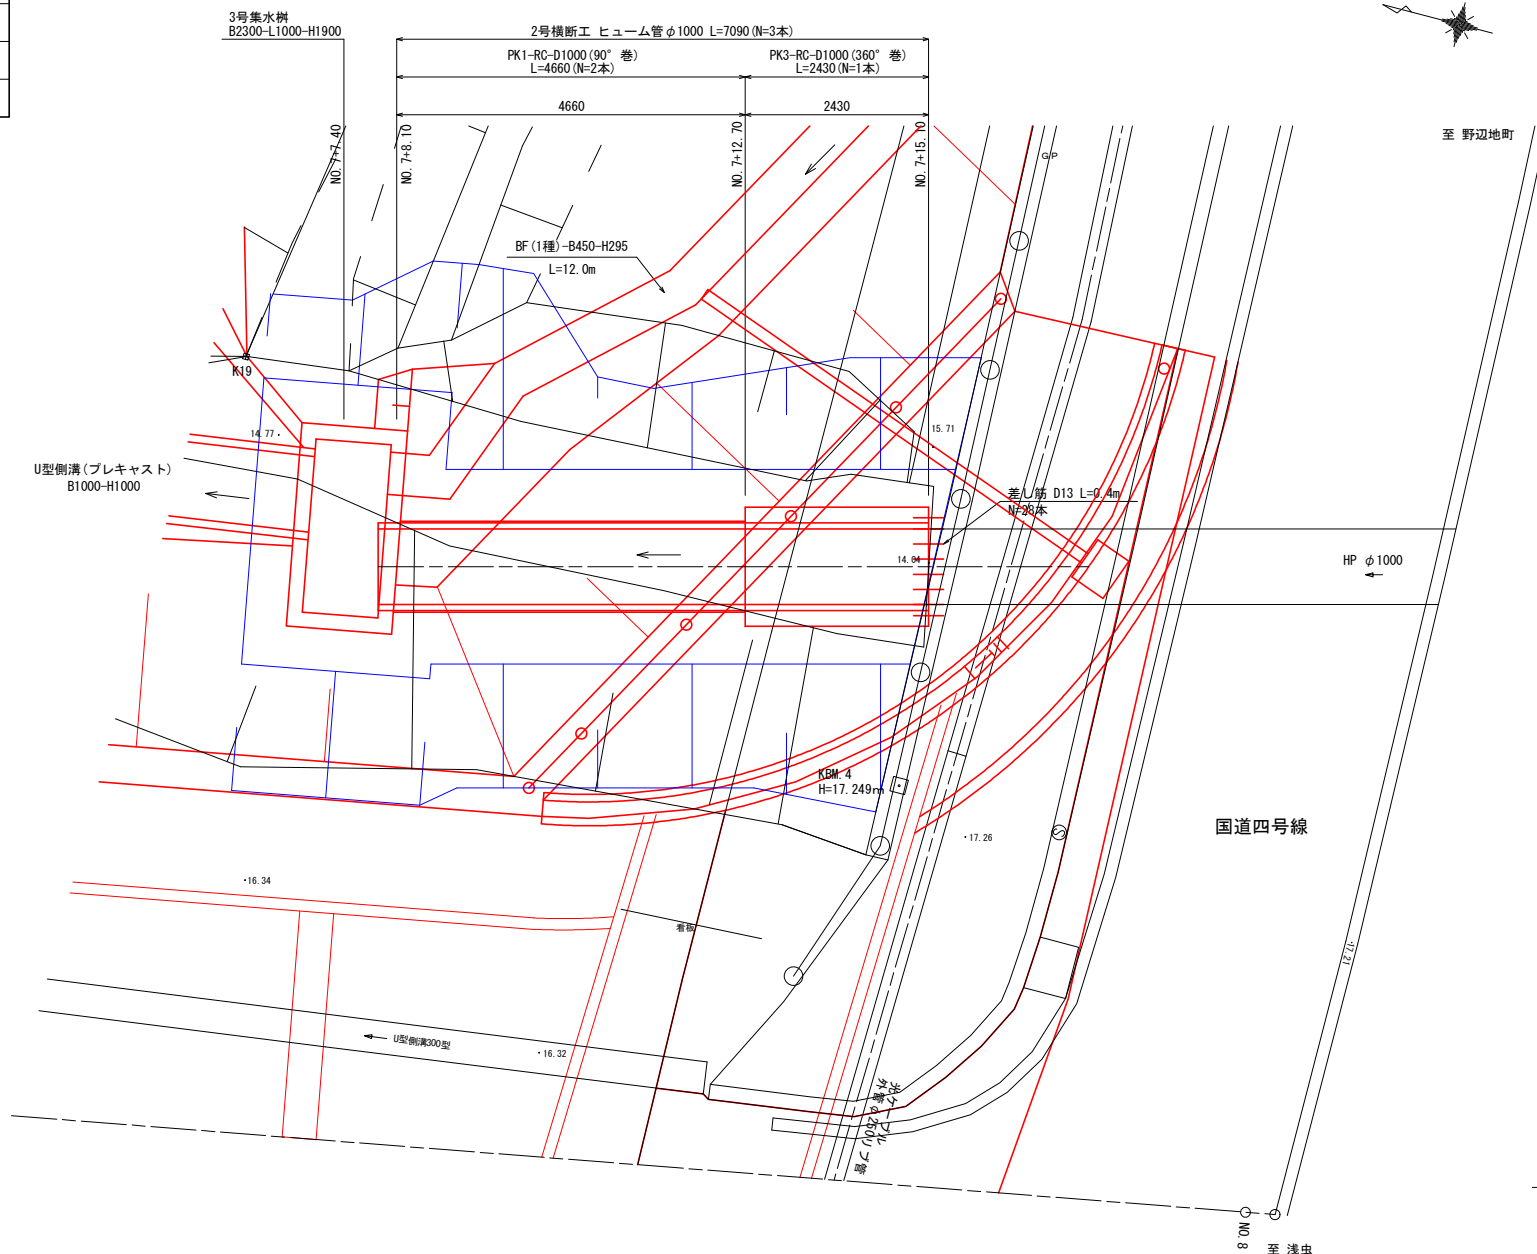 3号集水桝
B2300-L1000-H1900
2号横断工 ヒューム管φ1000 L=7090(N=3本)
PK1-RC-D1000(90° 巻)
L=4660(N=2本)
PK3-RC-D1000(360° 巻)
L=2430(N=1本)
4660
2430
NO.7+7.40
NO.7+8.10
NO.7+12.70
NO.7+15.10
GP
至 野辺地町
BF(1種)-B450-H295
L=12.0m
K19
14.77
15.71
U型側溝(プレキャスト)
B1000-H1000
差し筋 D13 L=0.4m
N=28本
14.04
HP φ1000
KBM.4
H=17.249m
17.26
S
国道四号線
16.34
看板
17.21
U型側溝300型
16.32
光ケーブル
外管φ250リブ管
NO.8
至 浅虫